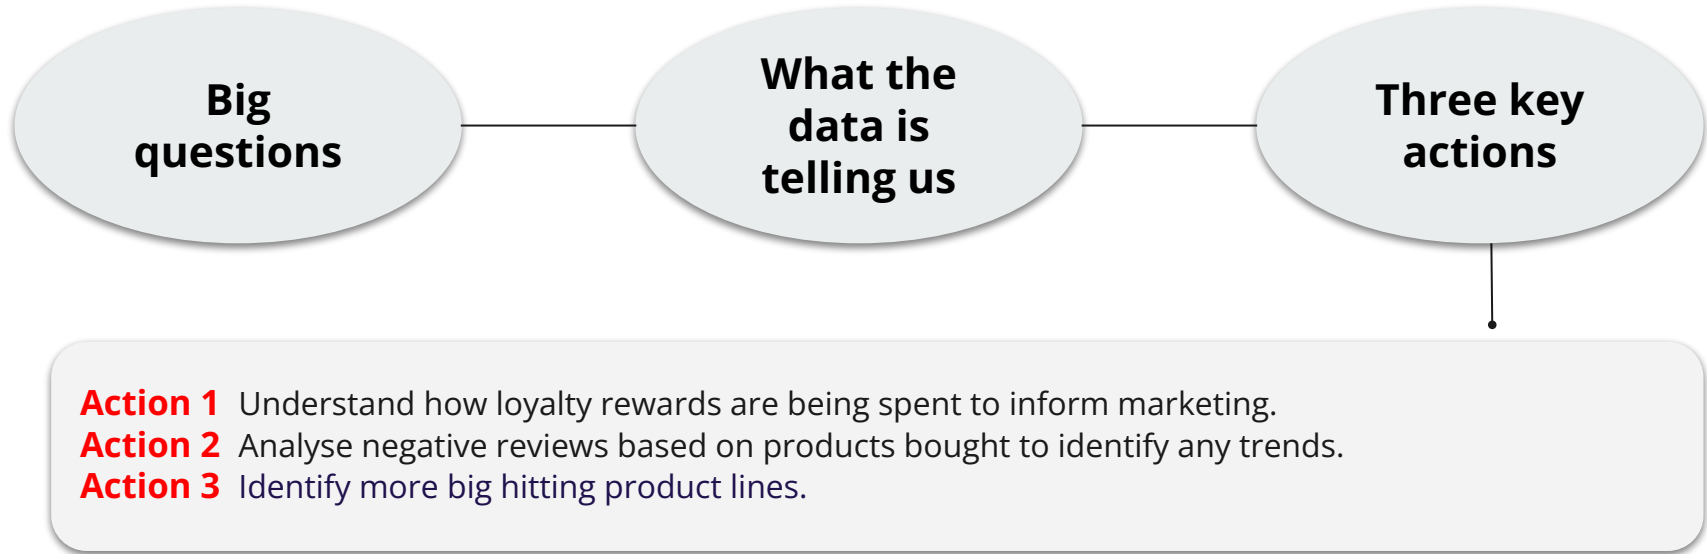 Big
questions
What the
data is
telling us
Three key
actions
Action 1 Understand how loyalty rewards are being spent to inform marketing.
Action 2 Analyse negative reviews based on products bought to identify any trends.
Action 3 Identify more big hitting product lines.